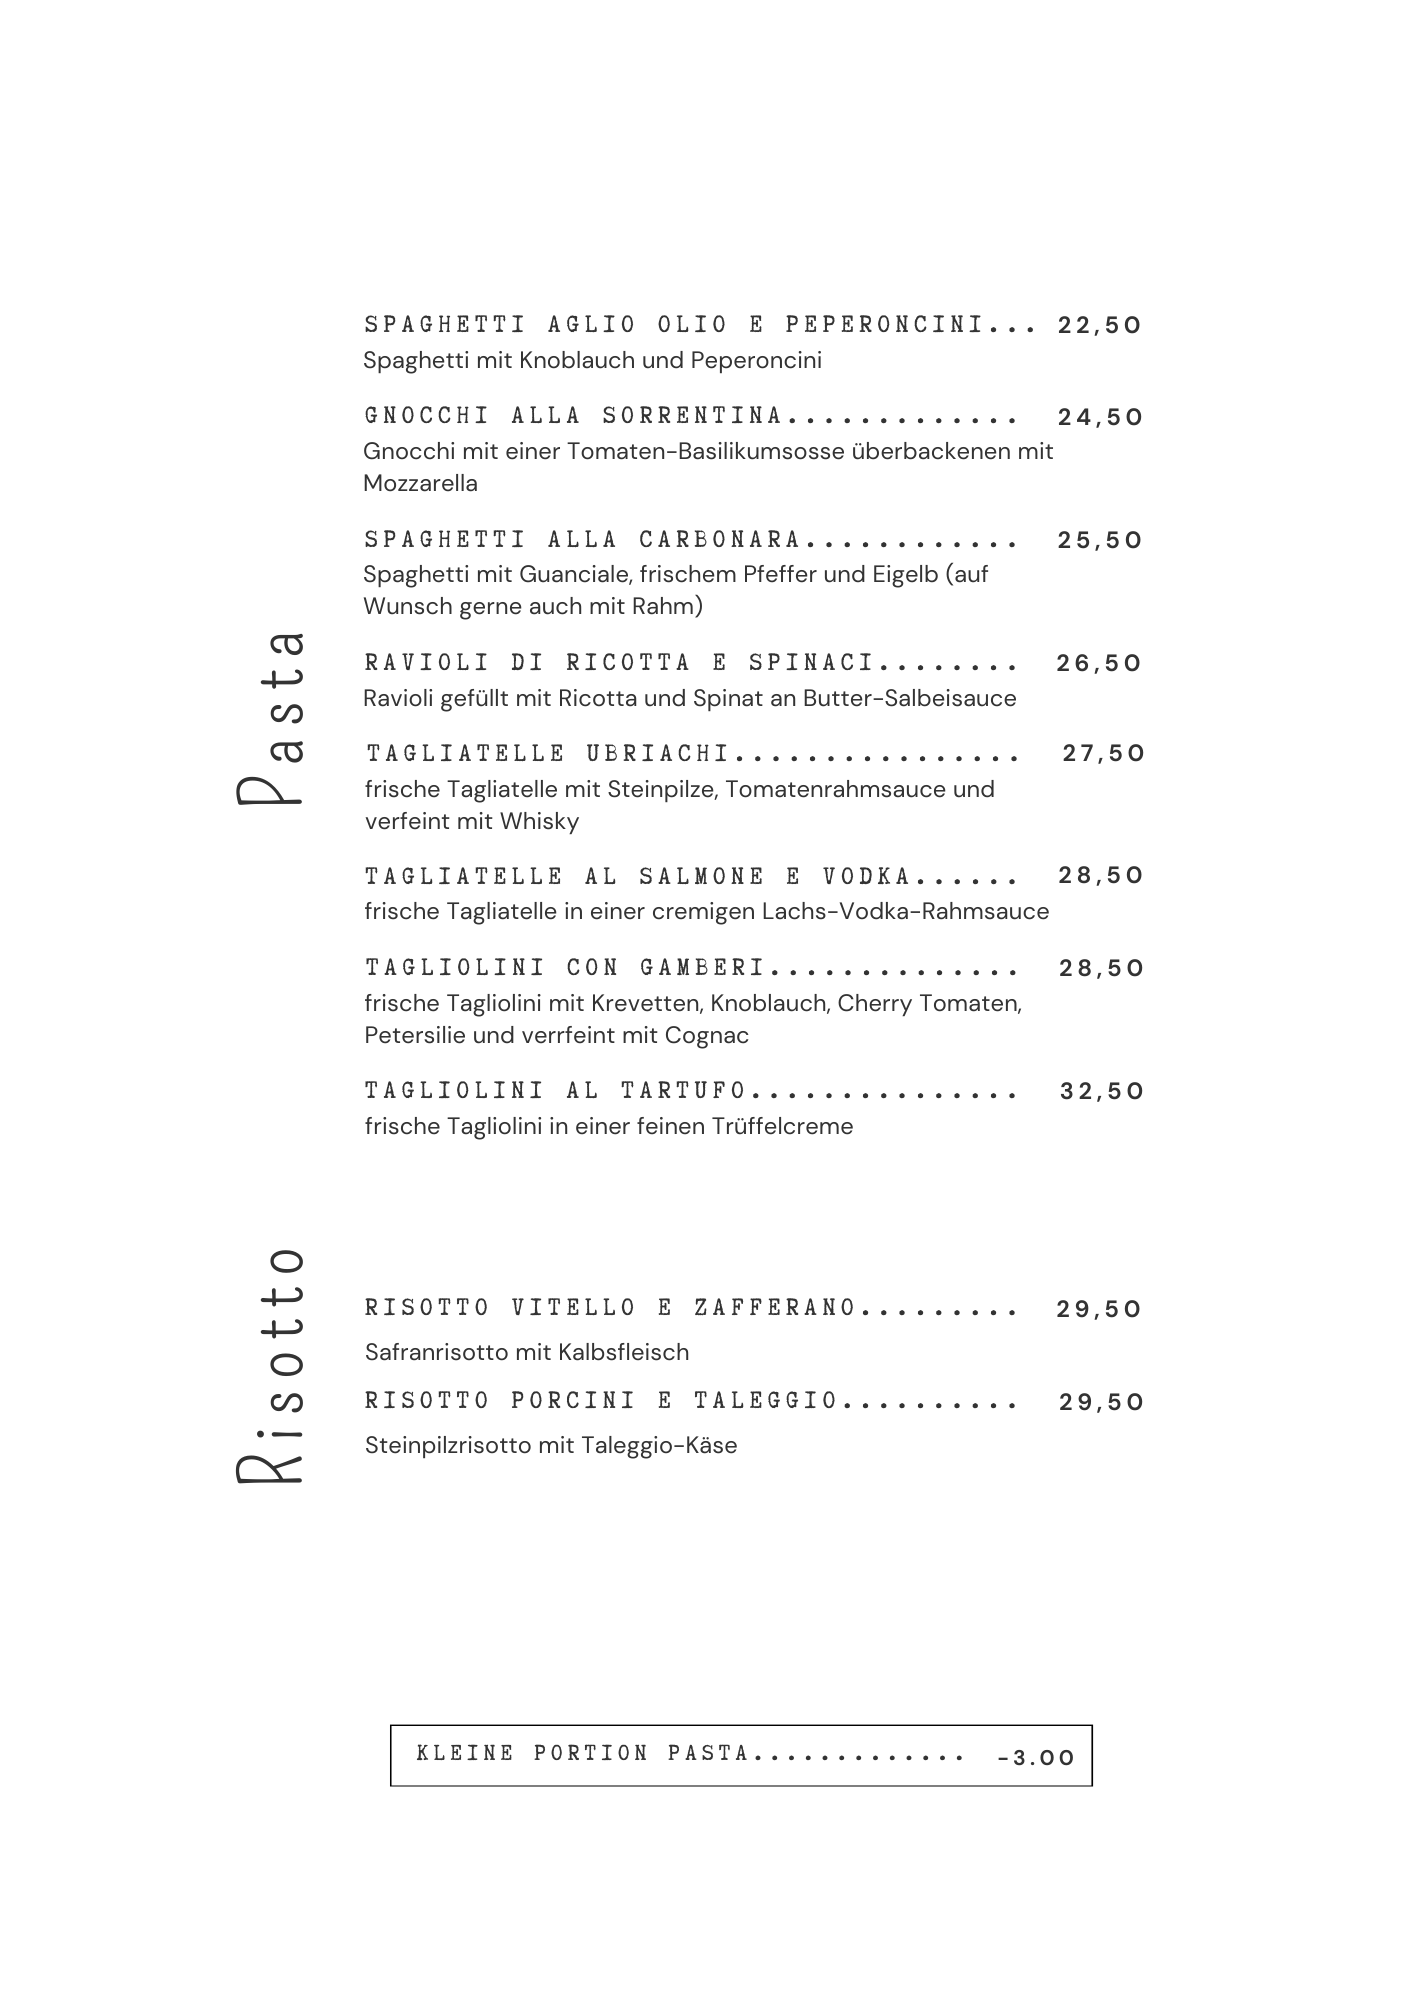 Pasta
SPAGHETTI AGLIO OLIO E PEPERONCINI... 22,50
Spaghetti mit Knoblauch und Peperoncini
GNOCCHI ALLA SORRENTINA............. 24,50
Gnocchi mit einer Tomaten-Basilikumsosse überbackenen mit
Mozzarella
SPAGHETTI ALLA CARBONARA............ 25,50
Spaghetti mit Guanciale, frischem Pfeffer und Eigelb (auf
Wunsch gerne auch mit Rahm)
RAVIOLI DI RICOTTA E SPINACI........ 26,50
Ravioli gefüllt mit Ricotta und Spinat an Butter-Salbeisauce
TAGLIATELLE UBRIACHI................ 27,50
frische Tagliatelle mit Steinpilze, Tomatenrahmsauce und
verfeint mit Whisky
TAGLIATELLE AL SALMONE E VODKA...... 28,50
frische Tagliatelle in einer cremigen Lachs-Vodka-Rahmsauce
TAGLIOLINI CON GAMBERI.............. 28,50
frische Tagliolini mit Krevetten, Knoblauch, Cherry Tomaten,
Petersilie und verrfeint mit Cognac
TAGLIOLINI AL TARTUFO............... 32,50
frische Tagliolini in einer feinen Trüffelcreme
Risotto
RISOTTO VITELLO E ZAFFERANO......... 29,50
Safranrisotto mit Kalbsfleisch
RISOTTO PORCINI E TALEGGIO.......... 29,50
Steinpilzrisotto mit Taleggio-Käse
KLEINE PORTION PASTA............. -3.00